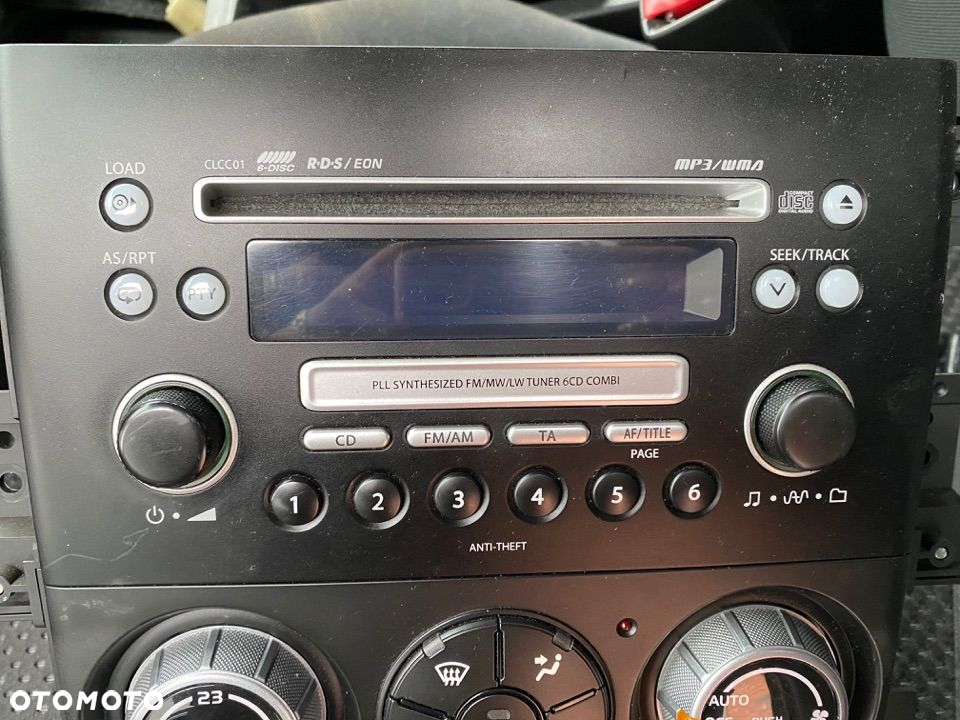 LOAD
CLCC01 6-DISC R·D·S/EON MP3/WMA
COMPACT disc DIGITAL AUDIO
AS/RPT
PTY
SEEK/TRACK
PLL SYNTHESIZED FM/MW/LW TUNER 6CD COMBI
CD FM/AM TA AF/TITLE
PAGE
1 2 3 4 5 6
ANTI-THEFT
23
AUTO
OFF PUSH
OTOMOTO